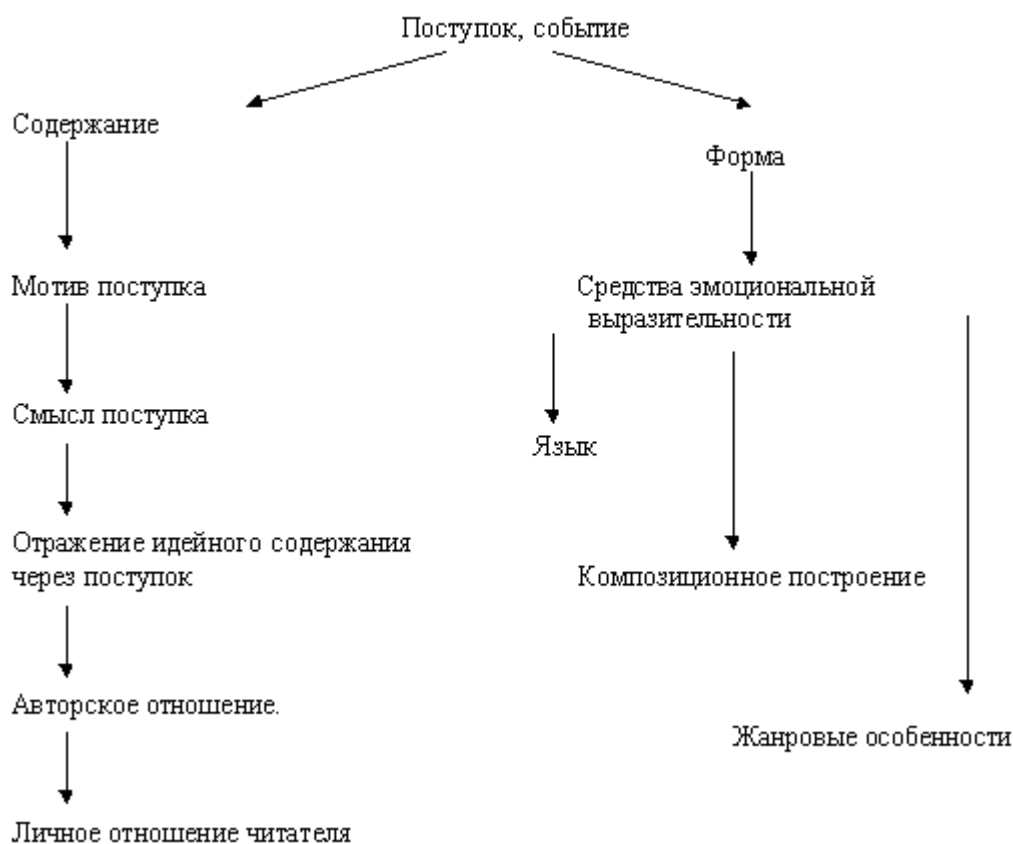 Поступок, событие
Содержание
Форма
Мотив поступка
Средства эмоциональной
выразительности
Смысл поступка
Язык
Отражение идейного содержания
через поступок
Композиционное построение
Авторское отношение.
Жанровые особенности
Личное отношение читателя